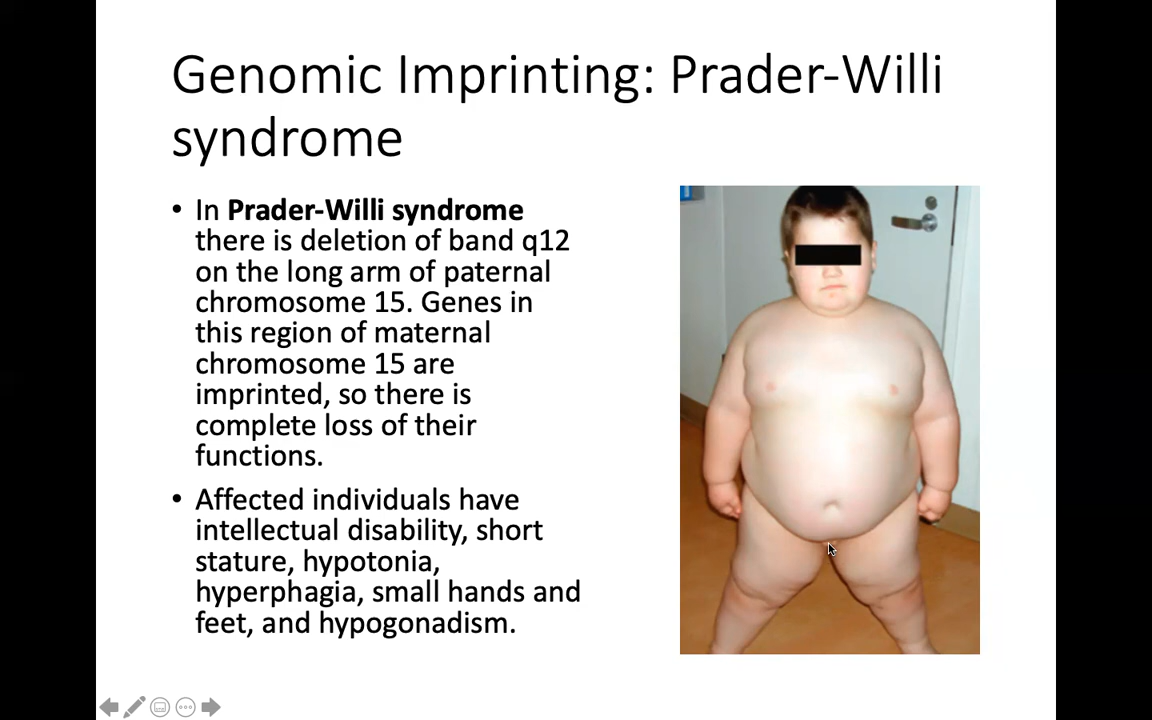 Genomic Imprinting: Prader-Willi
syndrome
• In Prader-Willi syndrome
there is deletion of band q12
on the long arm of paternal
chromosome 15. Genes in
this region of maternal
chromosome 15 are
imprinted, so there is
complete loss of their
functions.
• Affected individuals have
intellectual disability, short
stature, hypotonia,
hyperphagia, small hands and
feet, and hypogonadism.